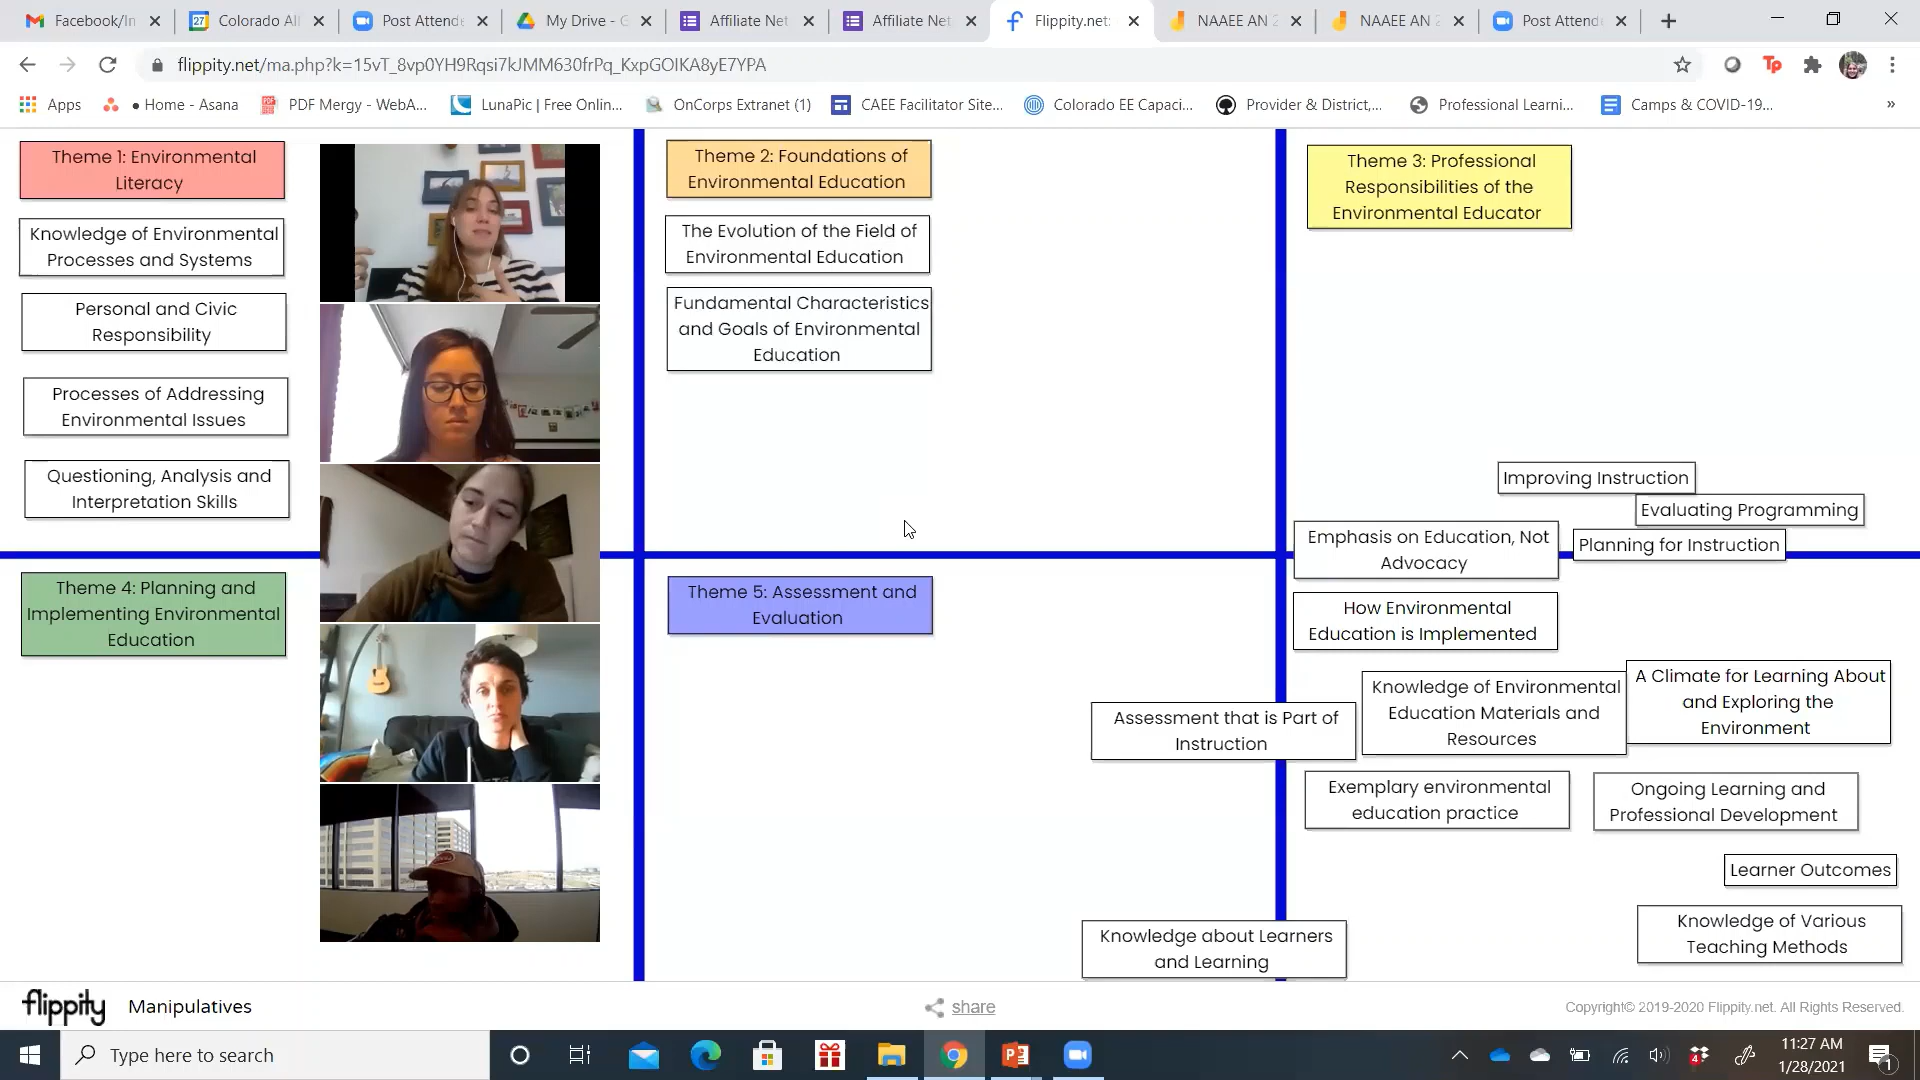 Facebook/In
27
Colorado All
Post Attende
My Drive - G
Affiliate Net
Affiliate Net
Flippity.net:
NAAEE AN 2
NAAEE AN 2
Post Attende
flippity.net/ma.php?k=15vT_8vp0YH9Rqsi7kJMM630frPq_KxpGOIKA8yE7YPA
Tp
Apps
Home - Asana
PDF Mergy - WebA...
LunaPic | Free Onlin...
OnCorps Extranet (1)
CAEE Facilitator Site...
Colorado EE Capaci...
Provider & District,...
Professional Learni...
Camps & COVID-19...
»
Theme 1: Environmental
Literacy
Knowledge of Environmental
Processes and Systems
Personal and Civic
Responsibility
Processes of Addressing
Environmental Issues
Questioning, Analysis and
Interpretation Skills
Theme 2: Foundations of
Environmental Education
The Evolution of the Field of
Environmental Education
Fundamental Characteristics
and Goals of Environmental
Education
Theme 3: Professional
Responsibilities of the
Environmental Educator
Improving Instruction
Evaluating Programming
Emphasis on Education, Not
Advocacy
Planning for Instruction
How Environmental
Education is Implemented
Theme 4: Planning and
Implementing Environmental
Education
Theme 5: Assessment and
Evaluation
Assessment that is Part of
Instruction
Knowledge of Environmental
Education Materials and
Resources
A Climate for Learning About
and Exploring the
Environment
Exemplary environmental
education practice
Ongoing Learning and
Professional Development
Learner Outcomes
Knowledge of Various
Teaching Methods
Knowledge about Learners
and Learning
flippity
Manipulatives
share
Copyright© 2019-2020 Flippity.net. All Rights Reserved.
Type here to search
4
11:27 AM
1/28/2021
1